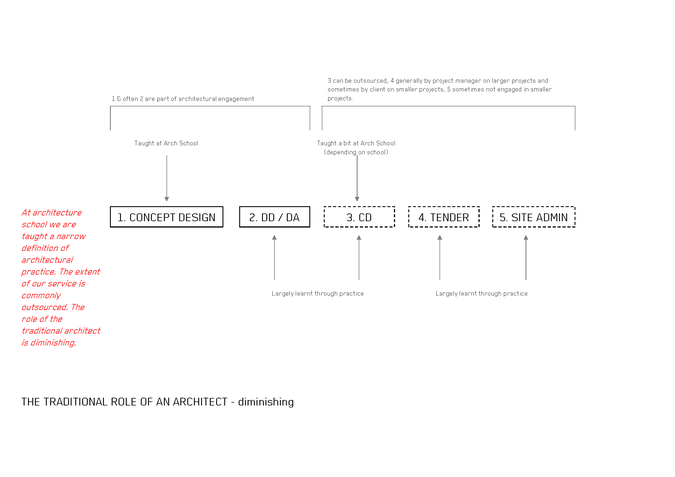 3 can be outsourced, 4 generally by project manager on larger projects and
sometimes by client on smaller projects, 5 sometimes not engaged in smaller
projects.
1 & often 2 are part of architectural engagement
Taught at Arch School
Taught a bit at Arch School
(depending on school)
1. CONCEPT DESIGN
2. DD / DA
3. CD
4. TENDER
5. SITE ADMIN
At architecture
school we are
taught a narrow
definition of
architectural
practice. The extent
of our service is
commonly
outsourced. The
role of the
traditional architect
is diminishing.
Largely learnt through practice
Largely learnt through practice
THE TRADITIONAL ROLE OF AN ARCHITECT - diminishing